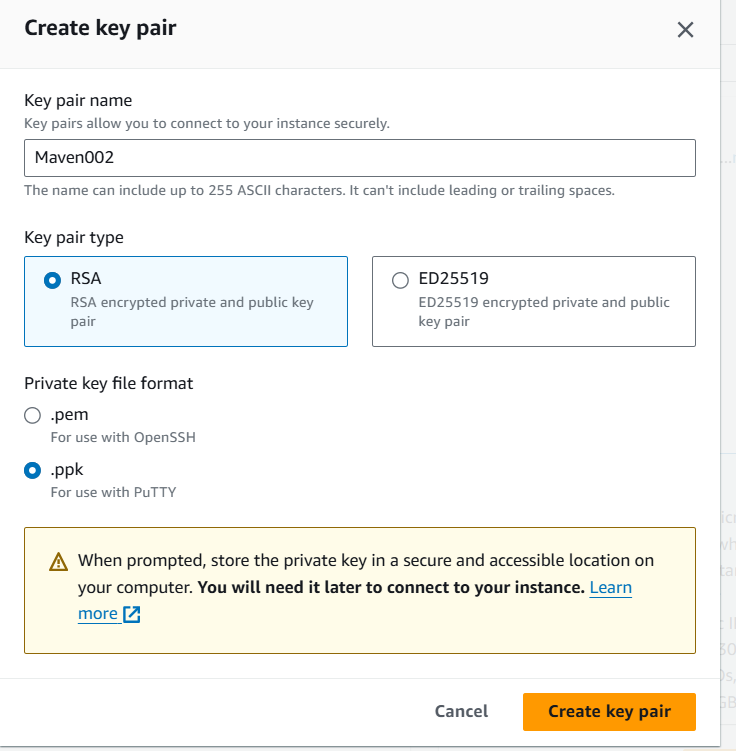 Create key pair
Key pair name
Key pairs allow you to connect to your instance securely.
Maven002
The name can include up to 255 ASCII characters. It can't include leading or trailing spaces.
Key pair type
RSA
RSA encrypted private and public key
pair
ED25519
ED25519 encrypted private and public
key pair
Private key file format
.pem
For use with OpenSSH
.ppk
For use with PuTTY
When prompted, store the private key in a secure and accessible location on
your computer. You will need it later to connect to your instance. Learn
more
Cancel
Create key pair